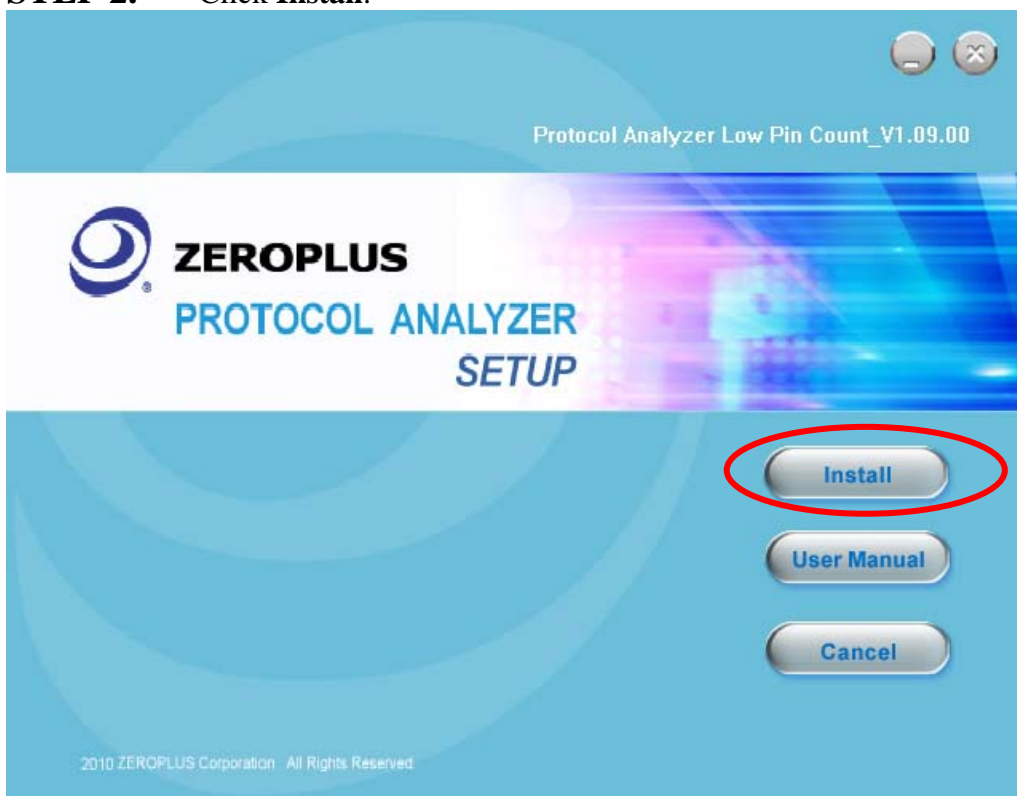 STEP 2. Click Install.
Protocol Analyzer Low Pin Count_V1.09.00
ZEROPLUS
®
PROTOCOL ANALYZER
SETUP
Install
User Manual
Cancel
2010 ZEROPLUS Corporation All Rights Reserved